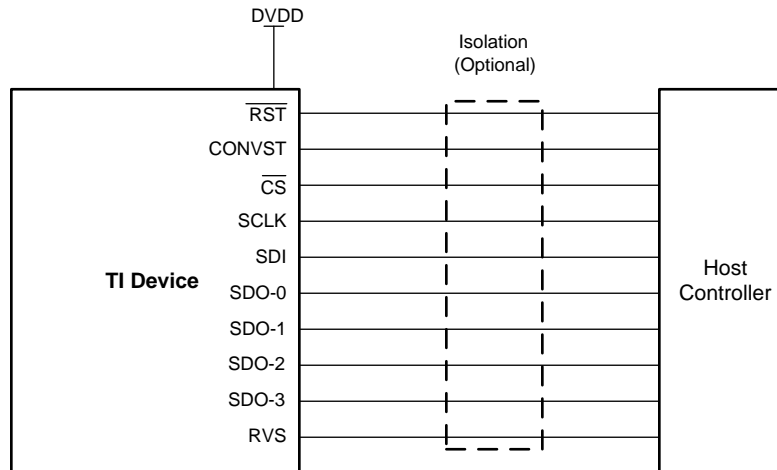 DVDD
Isolation
(Optional)
RST
CONVST
CS
SCLK
SDI
TI Device
SDO-0
SDO-1
SDO-2
SDO-3
RVS
Host
Controller